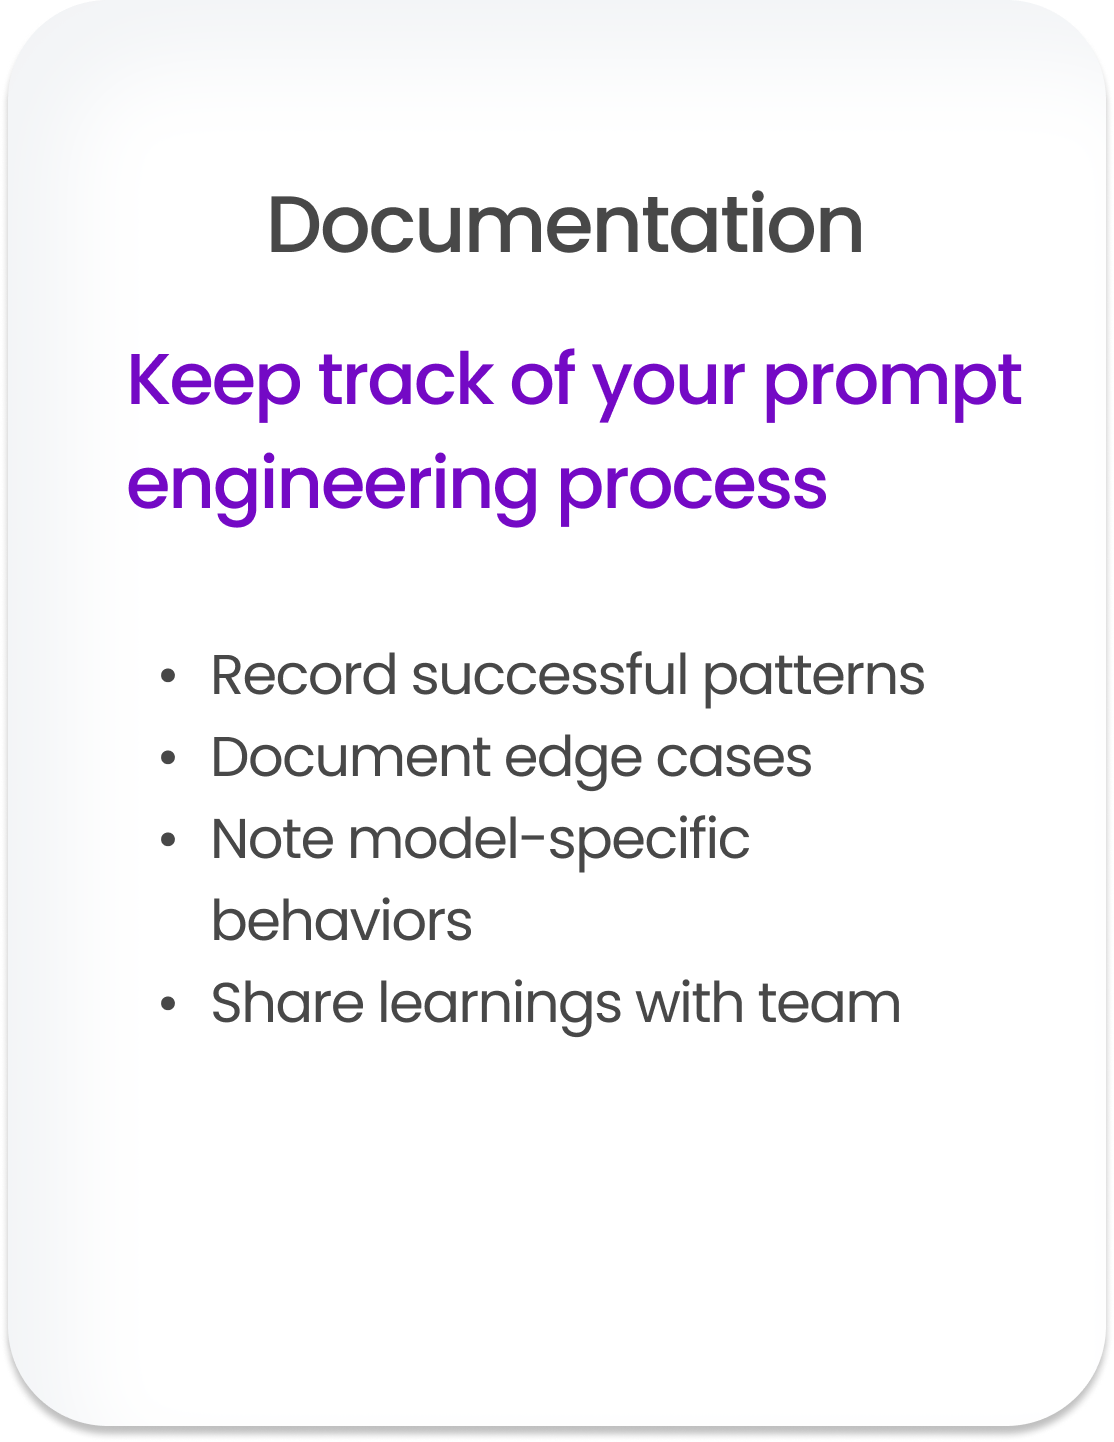 Documentation
Keep track of your prompt
engineering process
• Record successful patterns
• Document edge cases
• Note model-specific
behaviors
• Share learnings with team